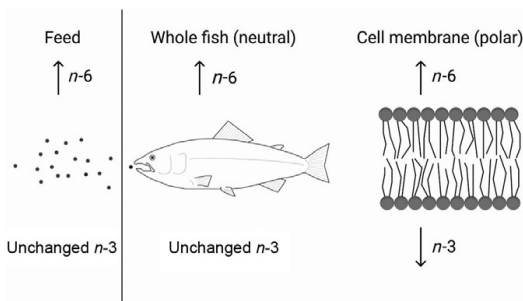 Feed
Whole fish (neutral)
Cell membrane (polar)
n-6
n-6
n-6
Unchanged n-3
Unchanged n-3
n-3